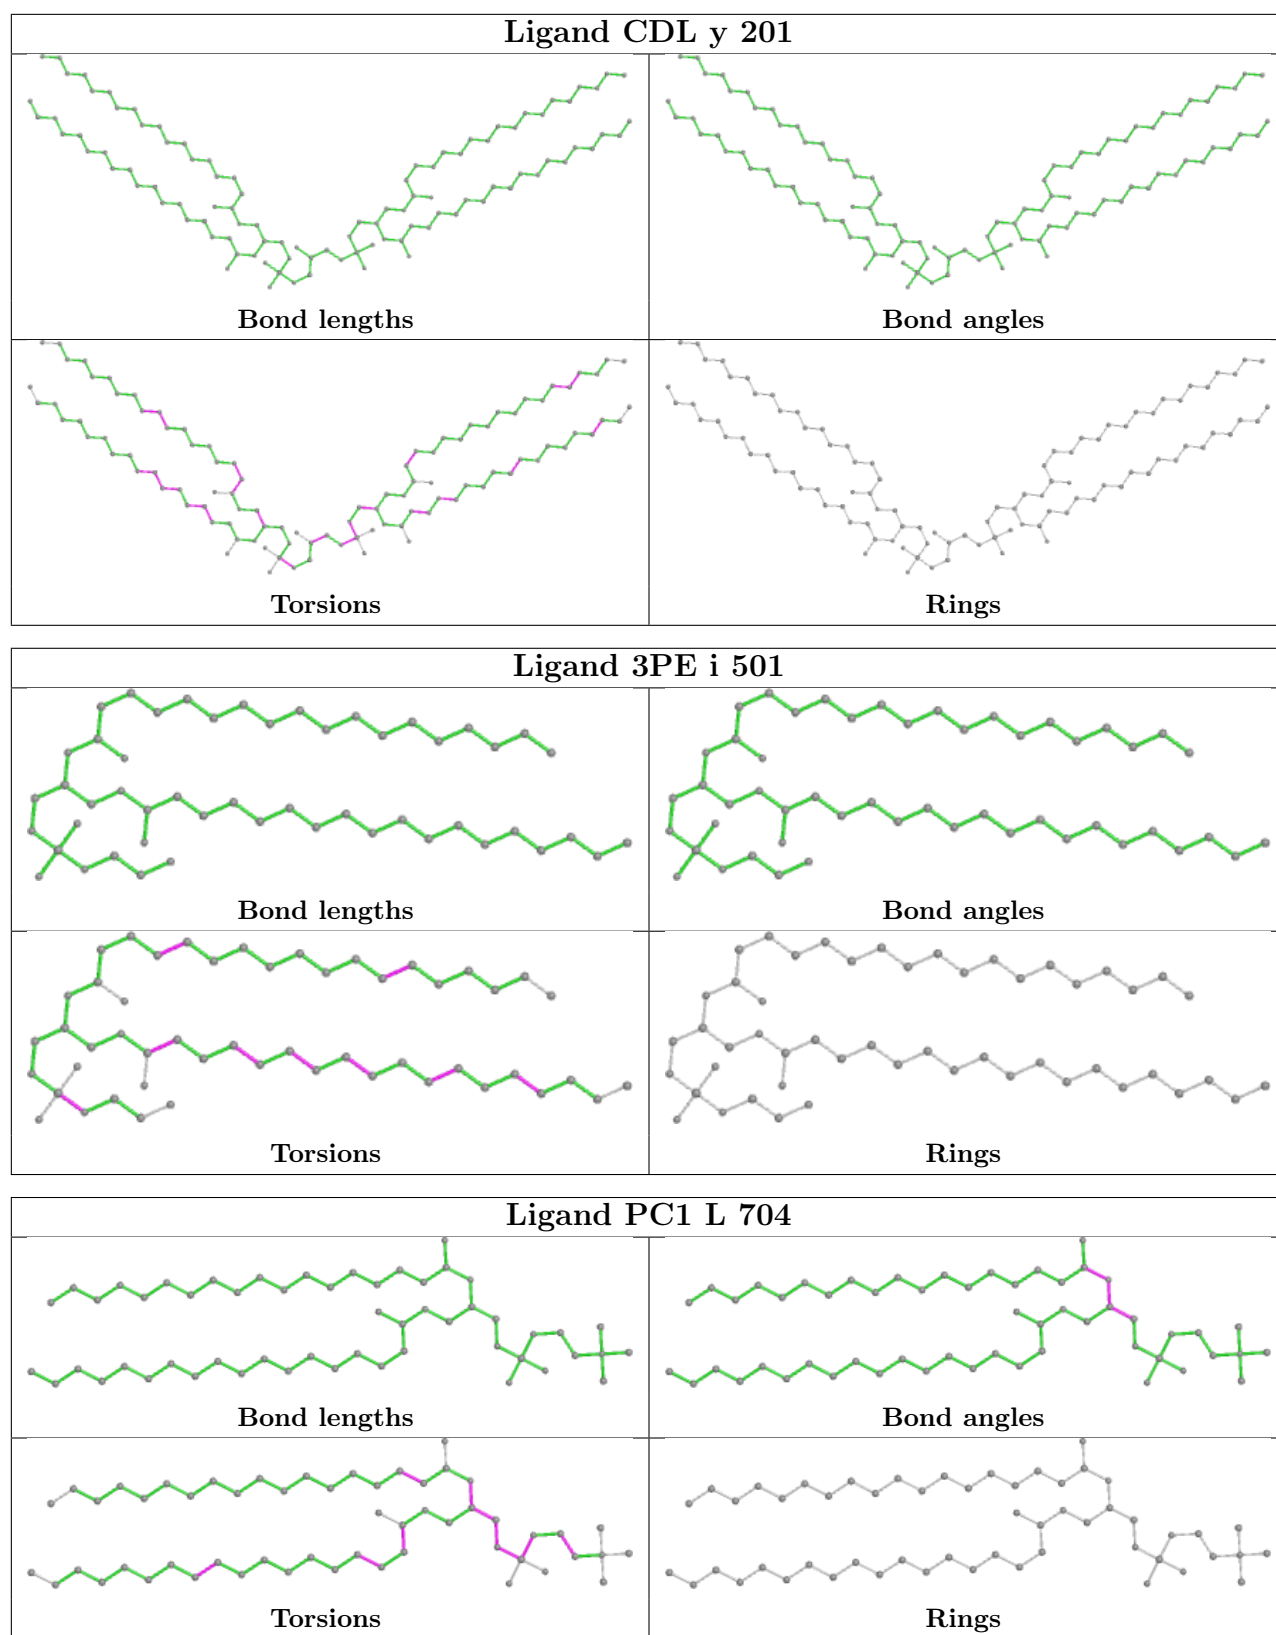 Ligand CDL y 201
Bond lengths
Bond angles
Torsions
Rings
Ligand 3PE i 501
Bond lengths
Bond angles
Torsions
Rings
Ligand PC1 L 704
Bond lengths
Bond angles
Torsions
Rings